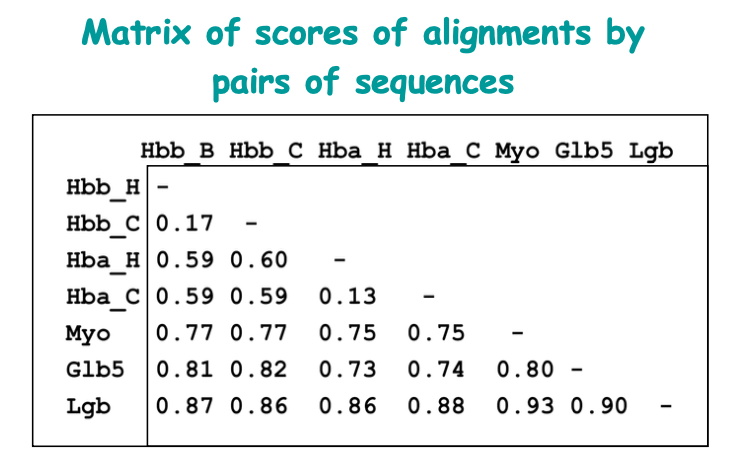 Matrix of scores of alignments by
pairs of sequences
Hbb_B Hbb_C Hba_H Hba_C Myo Glb5 Lgb
Hbb_H -
Hbb_C 0.17 -
Hba_H 0.59 0.60 -
Hba_C 0.59 0.59 0.13 -
Myo 0.77 0.77 0.75 0.75 -
Glb5 0.81 0.82 0.73 0.74 0.80 -
Lgb 0.87 0.86 0.86 0.88 0.93 0.90 -